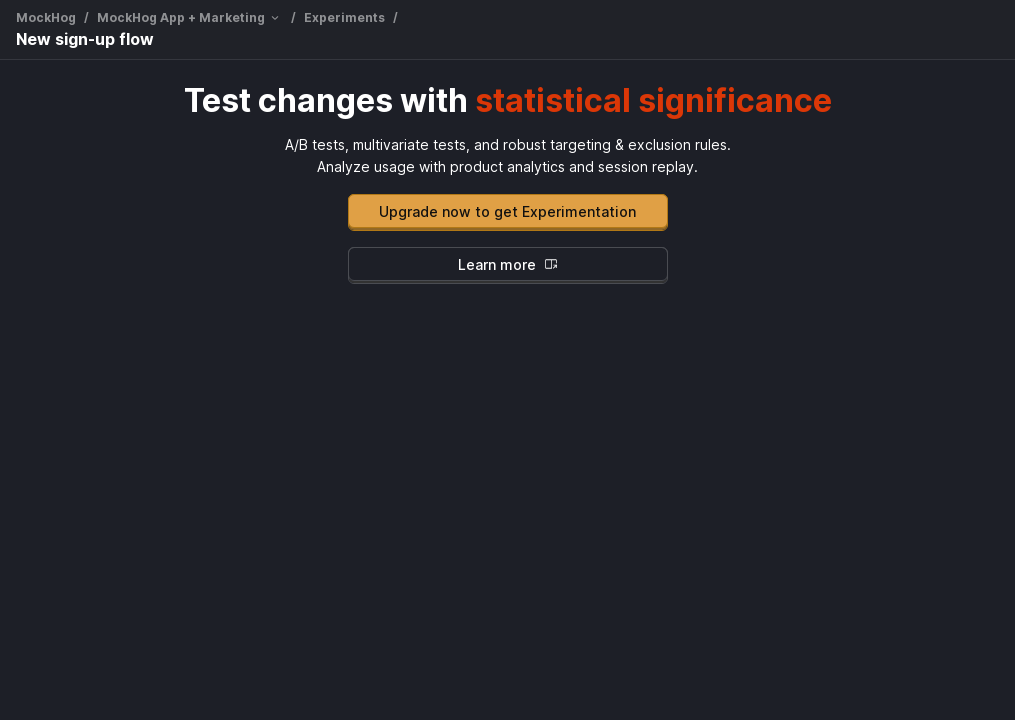 MockHog / MockHog App + Marketing / Experiments /
New sign-up flow
Test changes with statistical significance
A/B tests, multivariate tests, and robust targeting & exclusion rules.
Analyze usage with product analytics and session replay.
Upgrade now to get Experimentation
Learn more